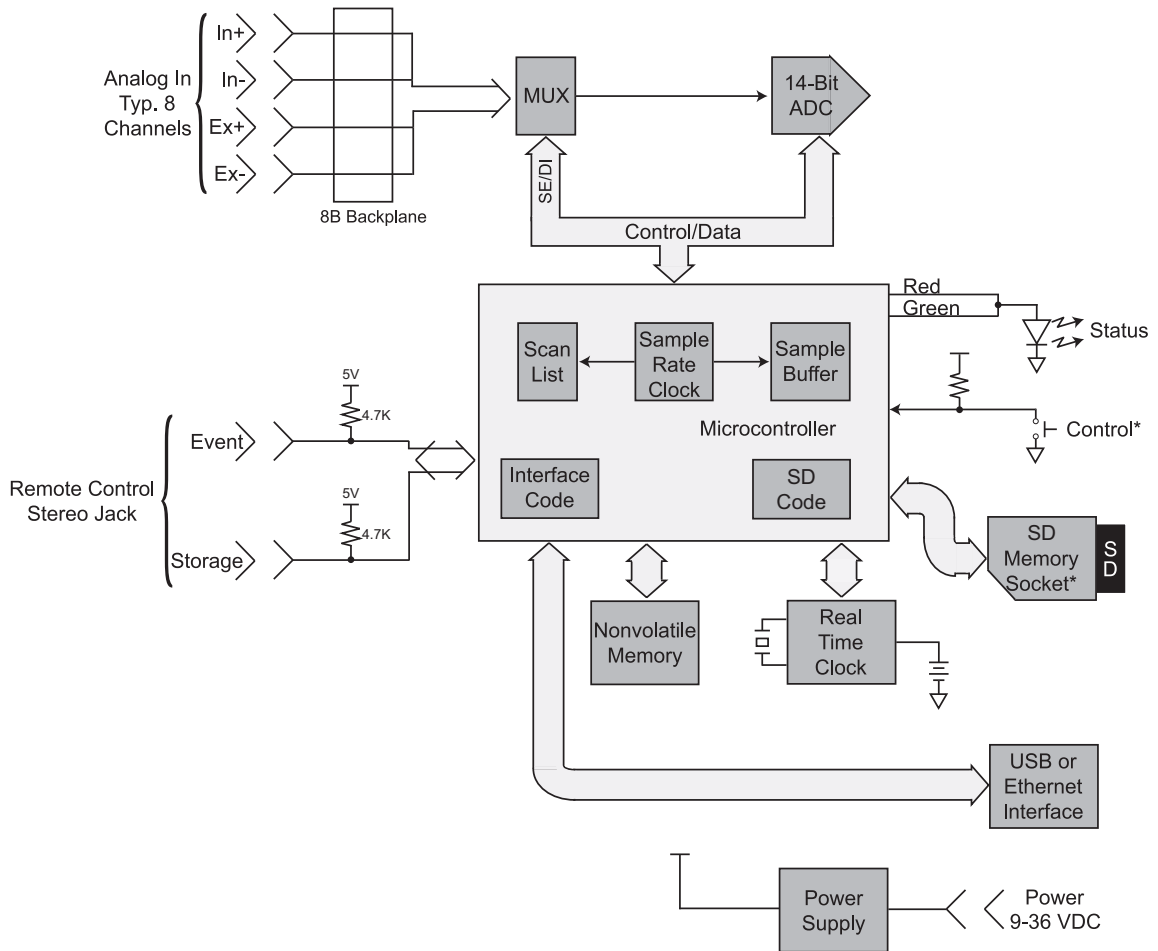 In+
In-
Ex+
Ex-
Analog In
Typ. 8
Channels
8B Backplane
MUX
14-Bit
ADC
SE/DI
Control/Data
Red
Green
Status
Scan
List
Sample
Rate
Clock
Sample
Buffer
Microcontroller
Control*
5V
4.7K
Event
Remote Control
Stereo Jack
5V
4.7K
Storage
Interface
Code
SD
Code
SD
Memory
Socket*
SD
Nonvolatile
Memory
Real
Time
Clock
USB or
Ethernet
Interface
Power
Supply
Power
9-36 VDC